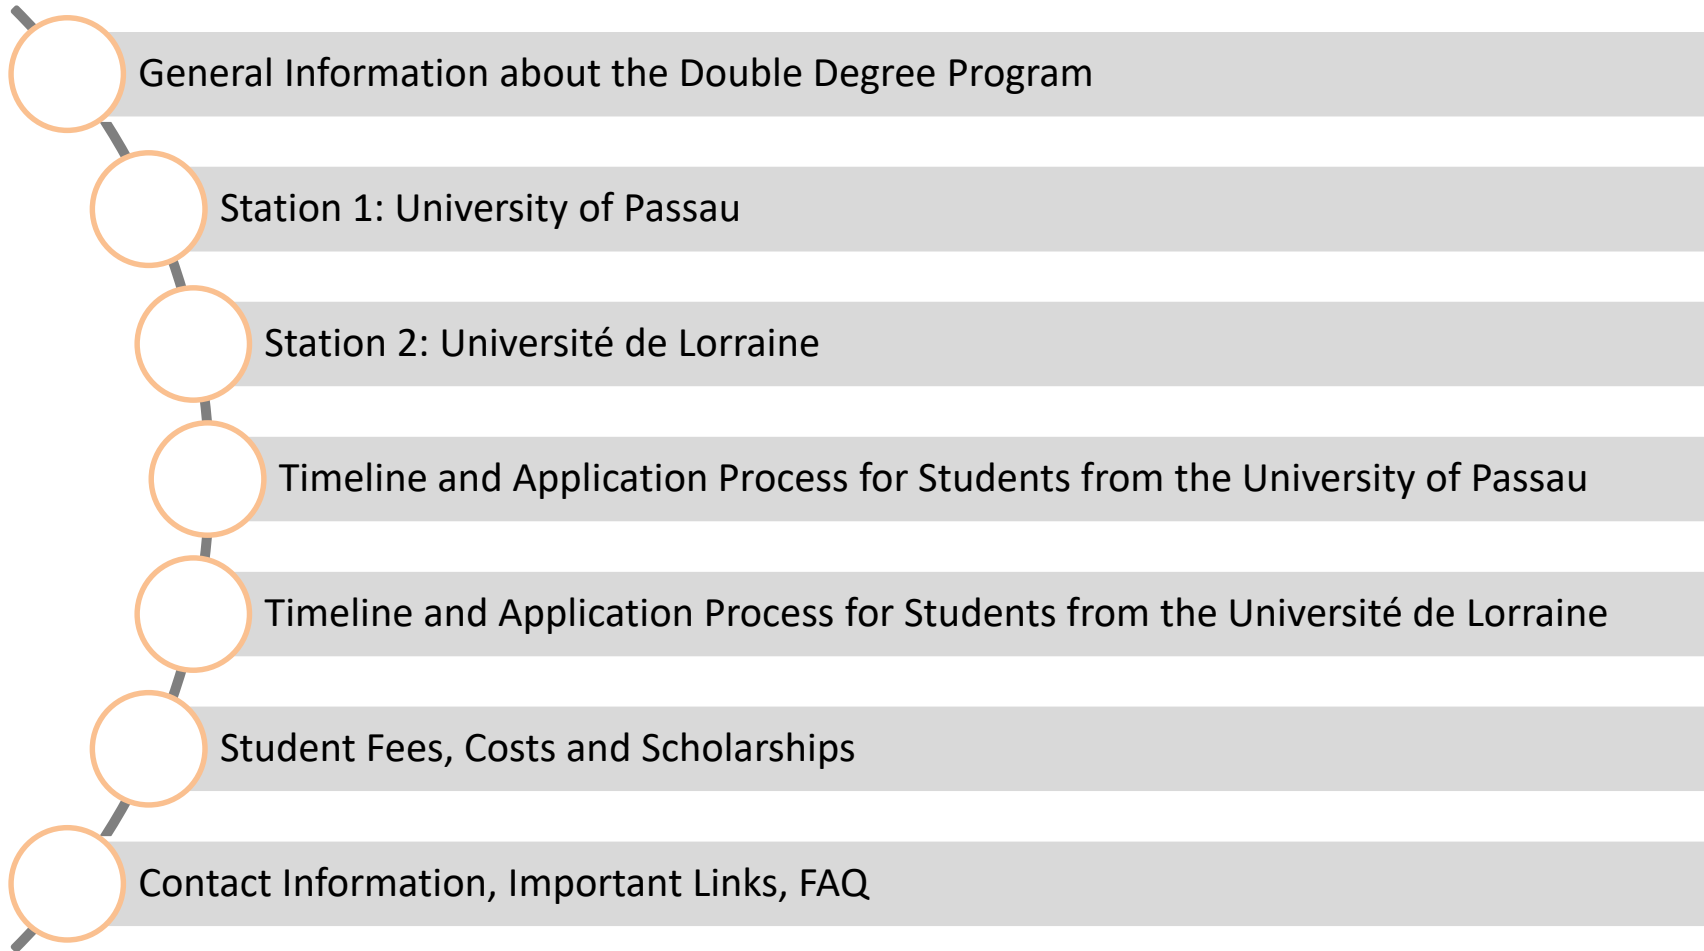 General Information about the Double Degree Program
Station 1: University of Passau
Station 2: Université de Lorraine
Timeline and Application Process for Students from the University of Passau
Timeline and Application Process for Students from the Université de Lorraine
Student Fees, Costs and Scholarships
Contact Information, Important Links, FAQ